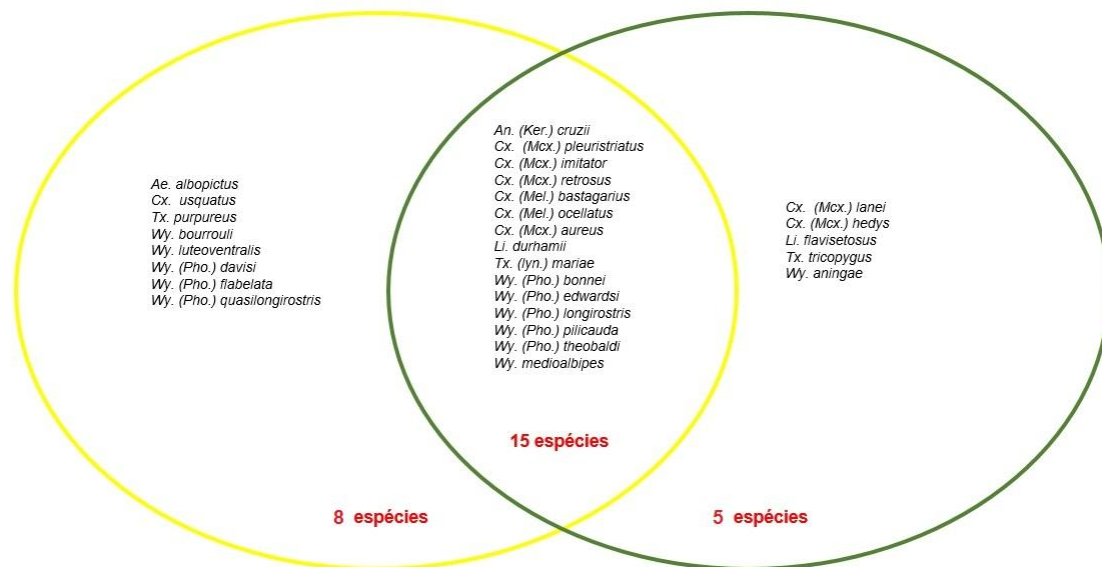 Ae. albopictus
Cx. usquatus
Tx. purpureus
Wy. bourrouli
Wy. luteoventralis
Wy. (Pho.) davisi
Wy. (Pho.) flabelata
Wy. (Pho.) quasilongirostris
8 espécies
An. (Ker.) cruzii
Cx. (Mcx.) pleuristriatus
Cx. (Mcx.) imitator
Cx. (Mcx.) retrosus
Cx. (Mel.) bastagarius
Cx. (Mel.) ocellatus
Cx. (Mcx.) aureus
Li. durhamii
Tx. (lyn.) mariae
Wy. (Pho.) bonnei
Wy. (Pho.) edwardsi
Wy. (Pho.) longirostris
Wy. (Pho.) pilicauda
Wy. (Pho.) theobaldi
Wy. medioalbipes
15 espécies
Cx. (Mcx.) lanei
Cx. (Mcx.) hedys
Li. flavisetosus
Tx. tricopygus
Wy. aningae
5 espécies